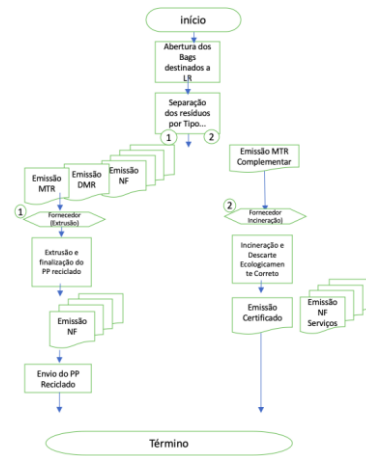 início
Abertura dos
Bags
destinados a
LR
Separação
dos resíduos
por Tipo...
1
2
Emissão
MTR
Emissão
DMR
Emissão
NF
Emissão MTR
Complementar
1
Fornecedor
(Extrusão)
2
Fornecedor
Incineração)
Extrusão e
finalização do
PP reciclado
Incineração e
Descarte
Ecologicamen
te Correto
Emissão
NF
Emissão
Certificado
Emissão
NF
Serviços
Envio do PP
Reciclado
Término